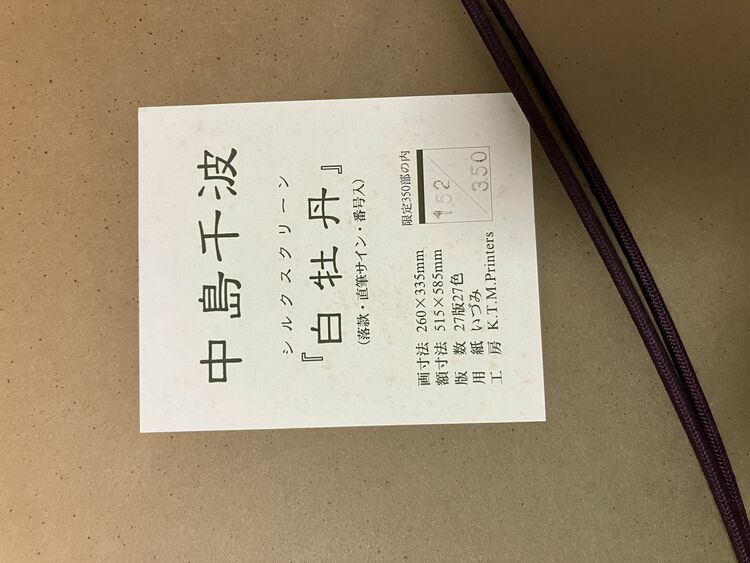 中島千波
シルクスクリーン
『白牡丹』
(落款・直筆サイン・番号入)
限定350部の内
152
350
画寸法 260×335mm
額寸法 515×585mm
版 数 27版27色
用 紙 いづみ
工 房 K.T.M.Printers